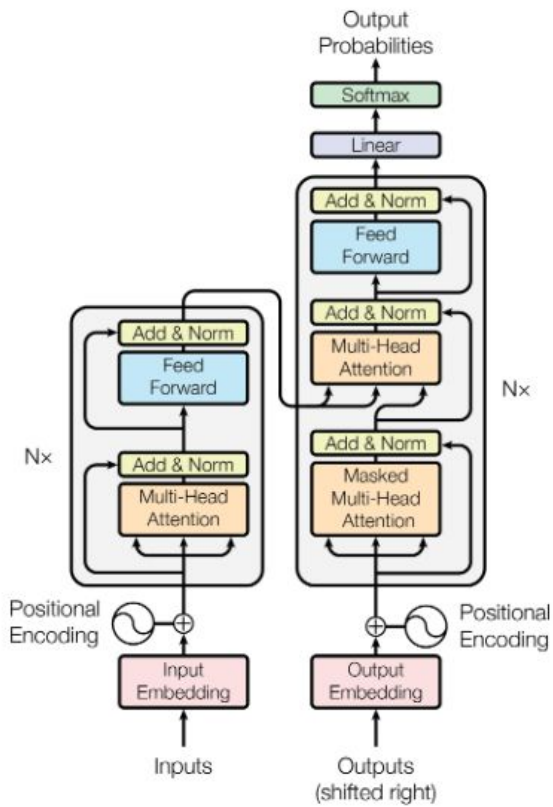 Output
Probabilities
Softmax
Linear
Add & Norm
Feed
Forward
Add & Norm
Multi-Head
Attention
Add & Norm
Masked
Multi-Head
Attention
N×
Add & Norm
Feed
Forward
Add & Norm
Multi-Head
Attention
N×
Positional
Encoding
Positional
Encoding
Input
Embedding
Output
Embedding
Inputs
Outputs
(shifted right)